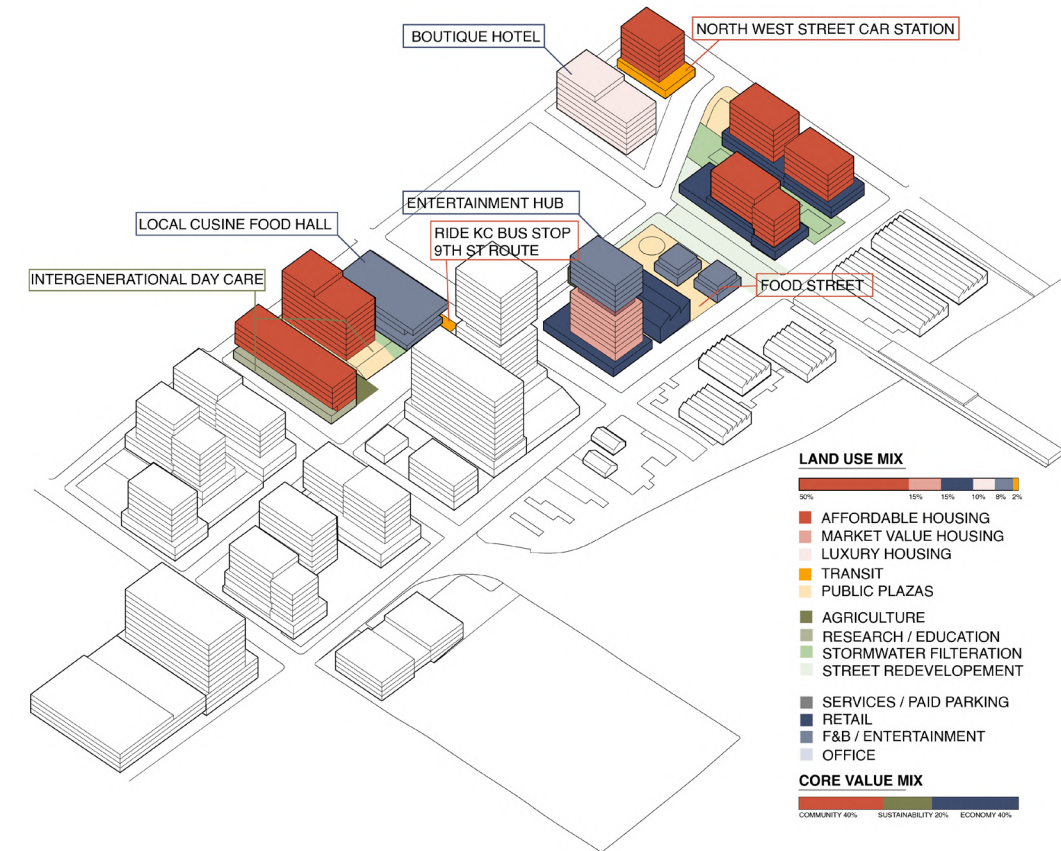 NORTH WEST STREET CAR STATION
BOUTIQUE HOTEL
ENTERTAINMENT HUB
LOCAL CUSINE FOOD HALL
RIDE KC BUS STOP
9TH ST ROUTE
INTERGENERATIONAL DAY CARE
FOOD STREET
LAND USE MIX
50% 15% 15% 10% 8% 2%
AFFORDABLE HOUSING
MARKET VALUE HOUSING
LUXURY HOUSING
TRANSIT
PUBLIC PLAZAS
AGRICULTURE
RESEARCH / EDUCATION
STORMWATER FILTERATION
STREET REDEVELOPEMENT
SERVICES / PAID PARKING
RETAIL
F&B / ENTERTAINMENT
OFFICE
CORE VALUE MIX
COMMUNITY 40% SUSTAINABILITY 20% ECONOMY 40%